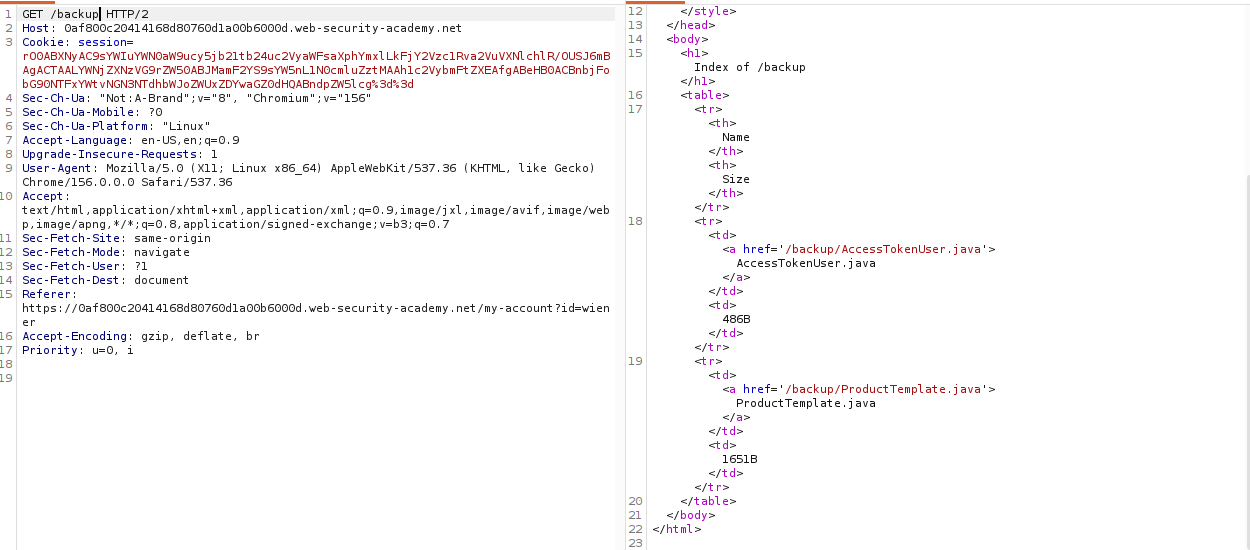 1 GET /backup HTTP/2
2 Host: 0af800c20414168d80760d1a00b6000d.web-security-academy.net
3 Cookie: session=
rO0ABXNyAC9sYWIuYWN0aW9ucy5jb21tb24uc2VyaWFsaXphYmxlLkFjY2Vzc1Rva2VuVXNlchlR/OUSJ6mB
AgACTAALYWNjZXNzVG9rZW50ABJMamF2YS9sYW5nL1N0cmluZztMAAh1c2VybmFtZXEAfgABeHB0ACBnbjFo
bG90NTFxYWtvNGN3NTdhbWJoZWUxZDYwaGZ0dHQABndpZW5lcg%3d%3d
4 Sec-Ch-Ua: "Not:A-Brand";v="8", "Chromium";v="156"
5 Sec-Ch-Ua-Mobile: ?0
6 Sec-Ch-Ua-Platform: "Linux"
7 Accept-Language: en-US,en;q=0.9
8 Upgrade-Insecure-Requests: 1
9 User-Agent: Mozilla/5.0 (X11; Linux x86_64) AppleWebKit/537.36 (KHTML, like Gecko)
Chrome/156.0.0.0 Safari/537.36
10 Accept:
text/html,application/xhtml+xml,application/xml;q=0.9,image/jxl,image/avif,image/web
p,image/apng,*/*;q=0.8,application/signed-exchange;v=b3;q=0.7
11 Sec-Fetch-Site: same-origin
12 Sec-Fetch-Mode: navigate
13 Sec-Fetch-User: ?1
14 Sec-Fetch-Dest: document
15 Referer:
https://0af800c20414168d80760d1a00b6000d.web-security-academy.net/my-account?id=wien
er
16 Accept-Encoding: gzip, deflate, br
17 Priority: u=0, i
18
19
12 </style>
13 </head>
14 <body>
15 <h1>
Index of /backup
</h1>
16 <table>
17 <tr>
<th>
Name
</th>
<th>
Size
</th>
</tr>
18 <tr>
<td>
<a href='/backup/AccessTokenUser.java'>
AccessTokenUser.java
</a>
</td>
<td>
486B
</td>
</tr>
19 <tr>
<td>
<a href='/backup/ProductTemplate.java'>
ProductTemplate.java
</a>
</td>
<td>
1651B
</td>
</tr>
20 </table>
21 </body>
22 </html>
23